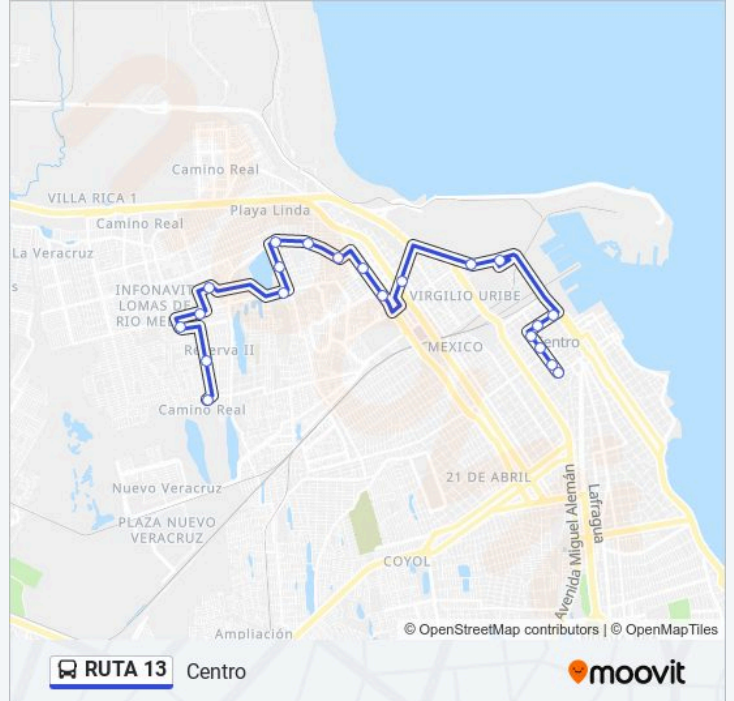 Camino Real
VILLA RICA 1
Playa Linda
Camino Real
La Veracruz
s
INFONAVIT
LOMAS DE
RIO ME
VIRGILIO URIBE
Reserva II
MEXICO
Centro
Camino Real
21 DE ABRIL
Nuevo Veracruz
PLAZA NUEVO
VERACRUZ
Avenida Miguel Alemán
Lafragua
COYOL
Ampliación
© OpenStreetMap contributors | © OpenMapTiles
RUTA 13 Centro
moovit